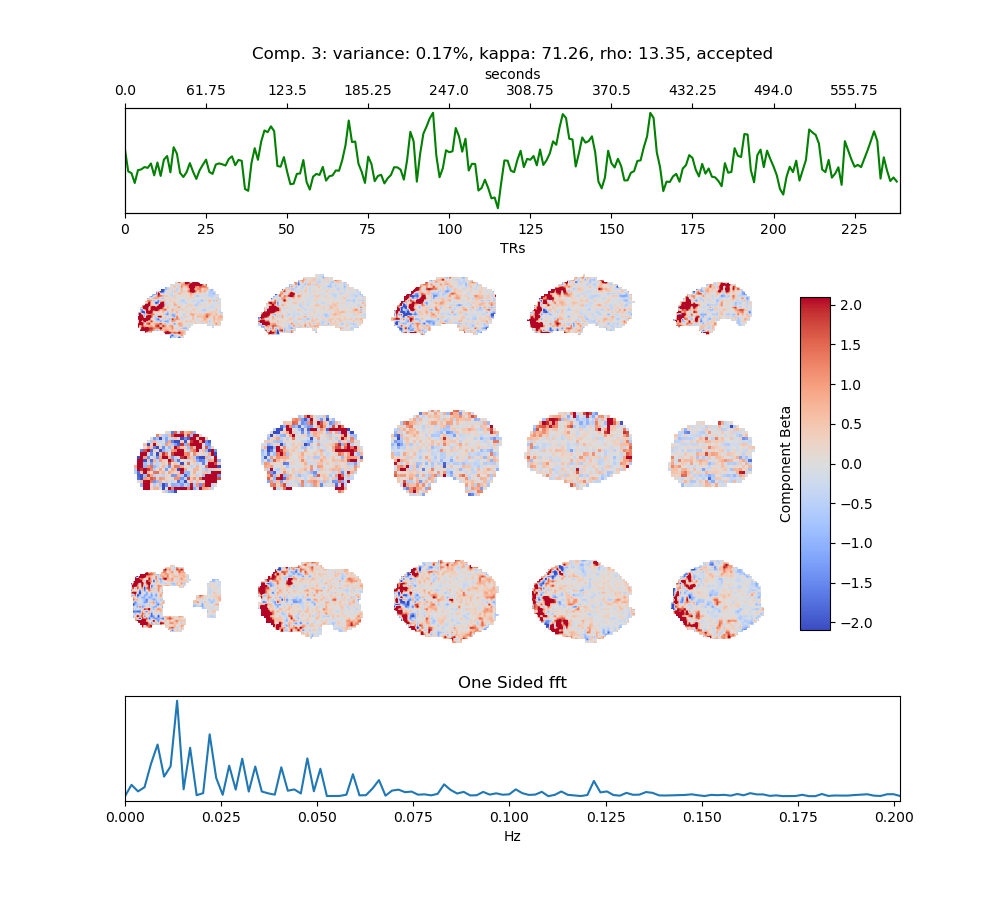 Comp. 3: variance: 0.17%, kappa: 71.26, rho: 13.35, accepted
seconds
0.0 61.75 123.5 185.25 247.0 308.75 370.5 432.25 494.0 555.75
0 25 50 75 100 125 150 175 200 225
TRs
2.0
1.5
1.0
0.5
0.0
−0.5
−1.0
−1.5
−2.0
Component Beta
One Sided fft
0.000 0.025 0.050 0.075 0.100 0.125 0.150 0.175 0.200
Hz